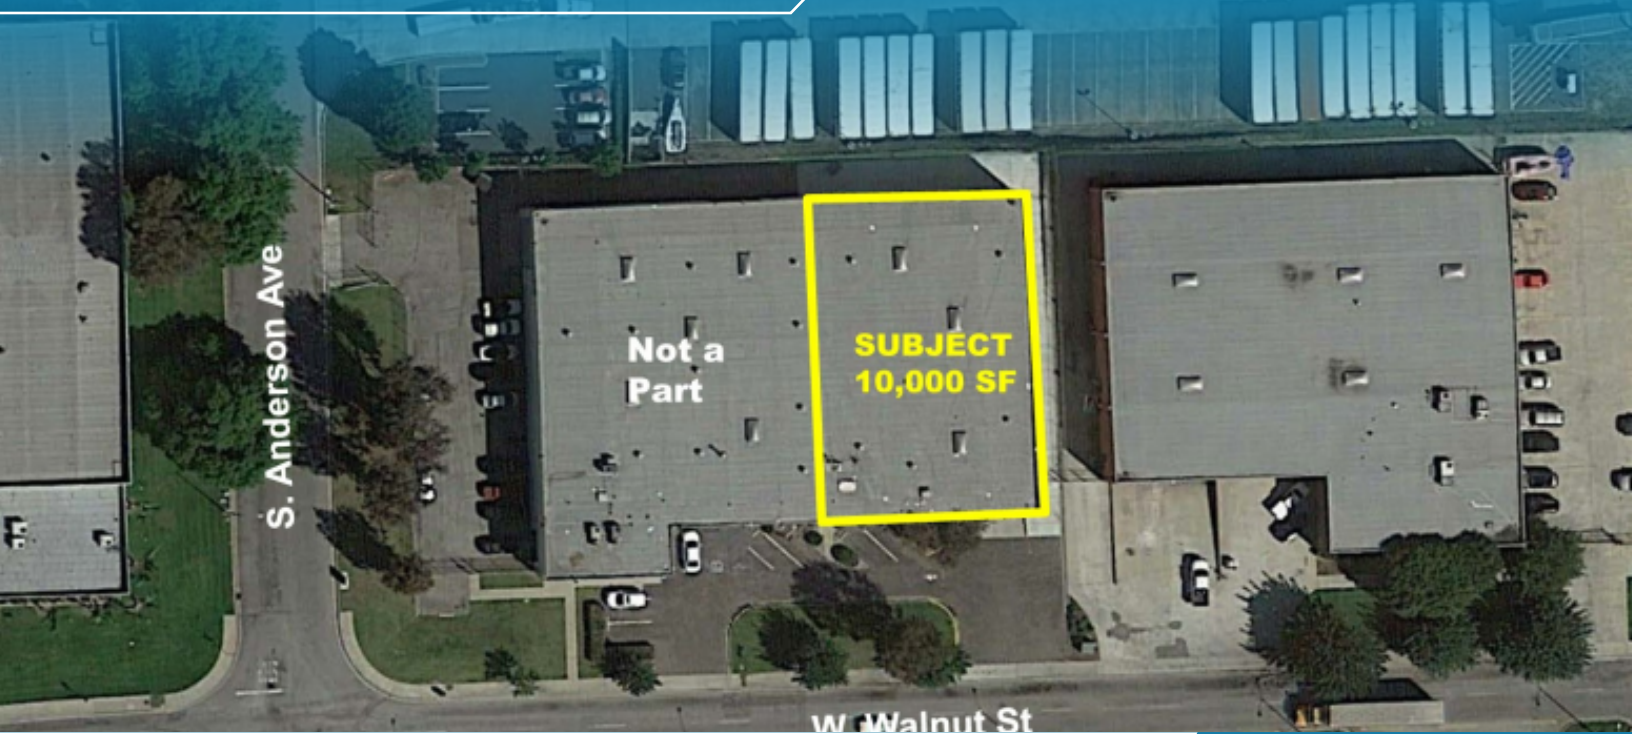 S. Anderson Ave
Not a
Part
SUBJECT
10,000 SF
W Walnut St